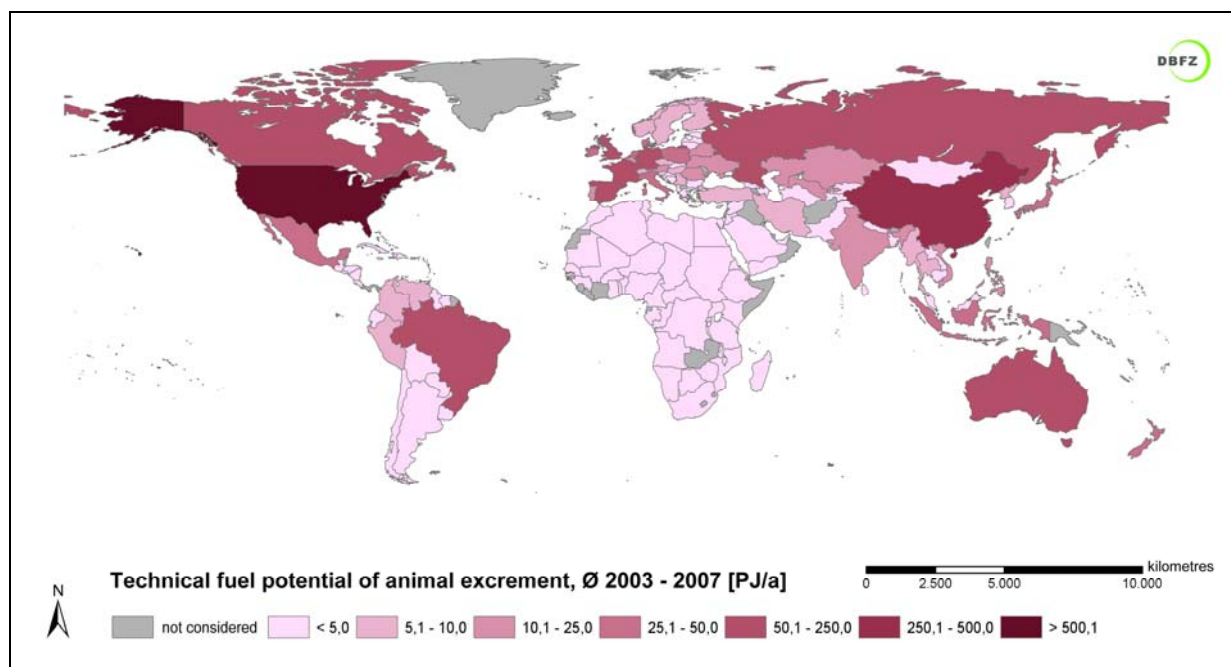 DBFZ
Technical fuel potential of animal excrement, Ø 2003 - 2007 [PJ/a]
kilometres
0 2.500 5.000 10.000
N
not considered < 5,0 5,1 - 10,0 10,1 - 25,0 25,1 - 50,0 50,1 - 250,0 250,1 - 500,0 > 500,1